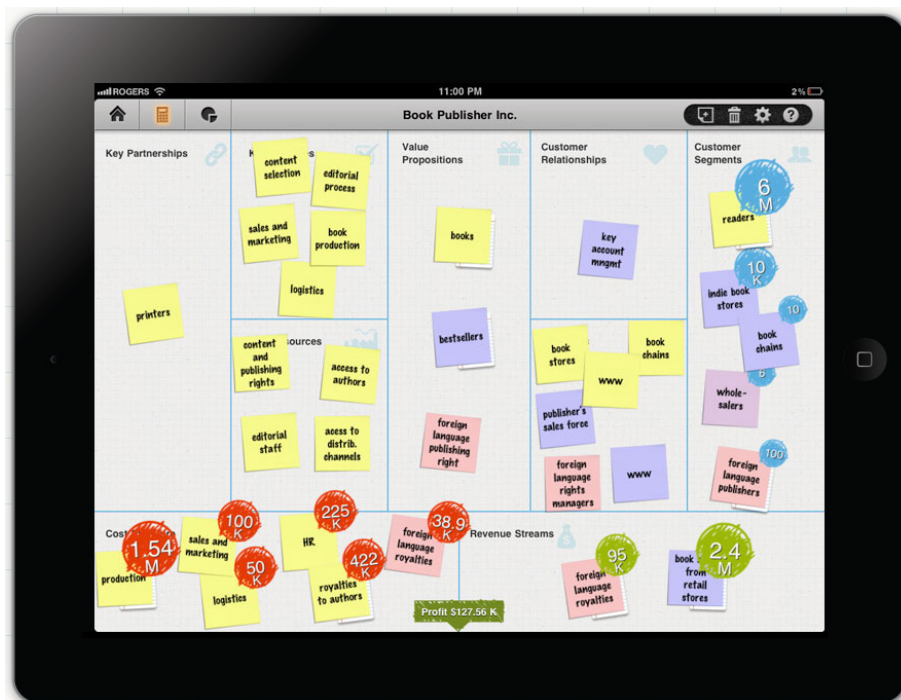 ROGERS
11:00 PM
2%
Book Publisher Inc.
Key Partnerships
printers
content
selection
editorial
process
sales and
marketing
book
production
logistics
content
and
publishing
rights
access to
authors
editorial
staff
acess to
distrib.
channels
Value
Propositions
books
bestsellers
foreign
language
publishing
right
Customer
Relationships
key
account
mngmt
book
stores
book
chains
www
publisher's
sales force
foreign
language
rights
managers
www
Customer
Segments
6
M
readers
10
K
indie book
stores
10
book
chains
whole-
salers
100
foreign
language
publishers
Cost
1.54
M
production
100
K
sales and
marketing
50
K
logistics
225
K
HR
422
K
royalties
to authors
38.9
K
foreign
language
royalties
Profit $127.56 K
Revenue Streams
95
K
foreign
language
royalties
2.4
M
book
from
retail
stores